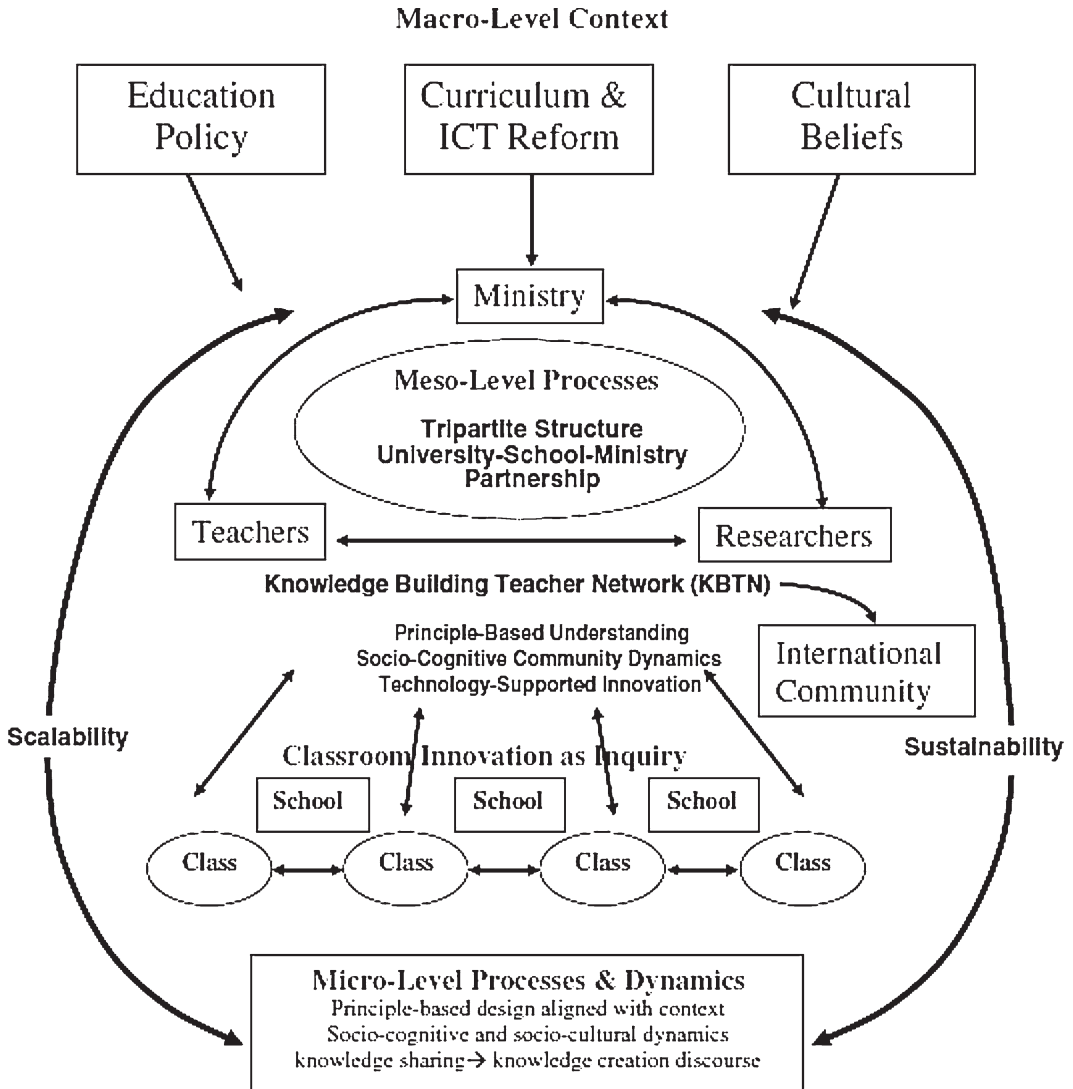 Macro-Level Context
Education
Policy
Curriculum &
ICT Reform
Cultural
Beliefs
Ministry
Meso-Level Processes
Tripartite Structure
University-School-Ministry
Partnership
Teachers
Researchers
Knowledge Building Teacher Network (KBTN)
Principle-Based Understanding
Socio-Cognitive Community Dynamics
Technology-Supported Innovation
International
Community
Scalability
Sustainability
Classroom Innovation as Inquiry
School
School
School
Class
Class
Class
Class
Micro-Level Processes & Dynamics
Principle-based design aligned with context
Socio-cognitive and socio-cultural dynamics
knowledge sharing→ knowledge creation discourse